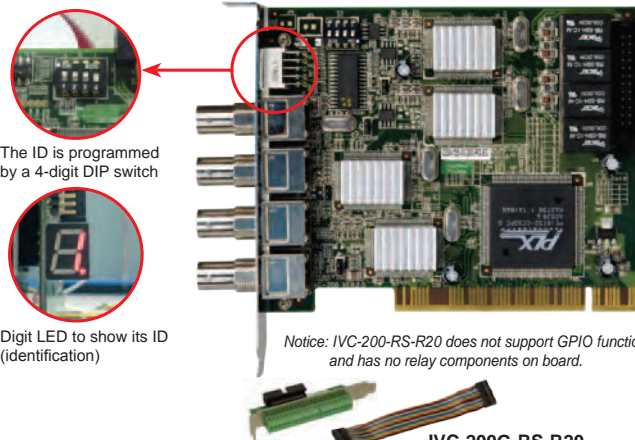 The ID is programmed
by a 4-digit DIP switch
Digit LED to show its ID
(identification)
PLX
Notice: IVC-200-RS-R20 does not support GPIO functio
and has no relay components on board.
IVC-200G-RS-R20